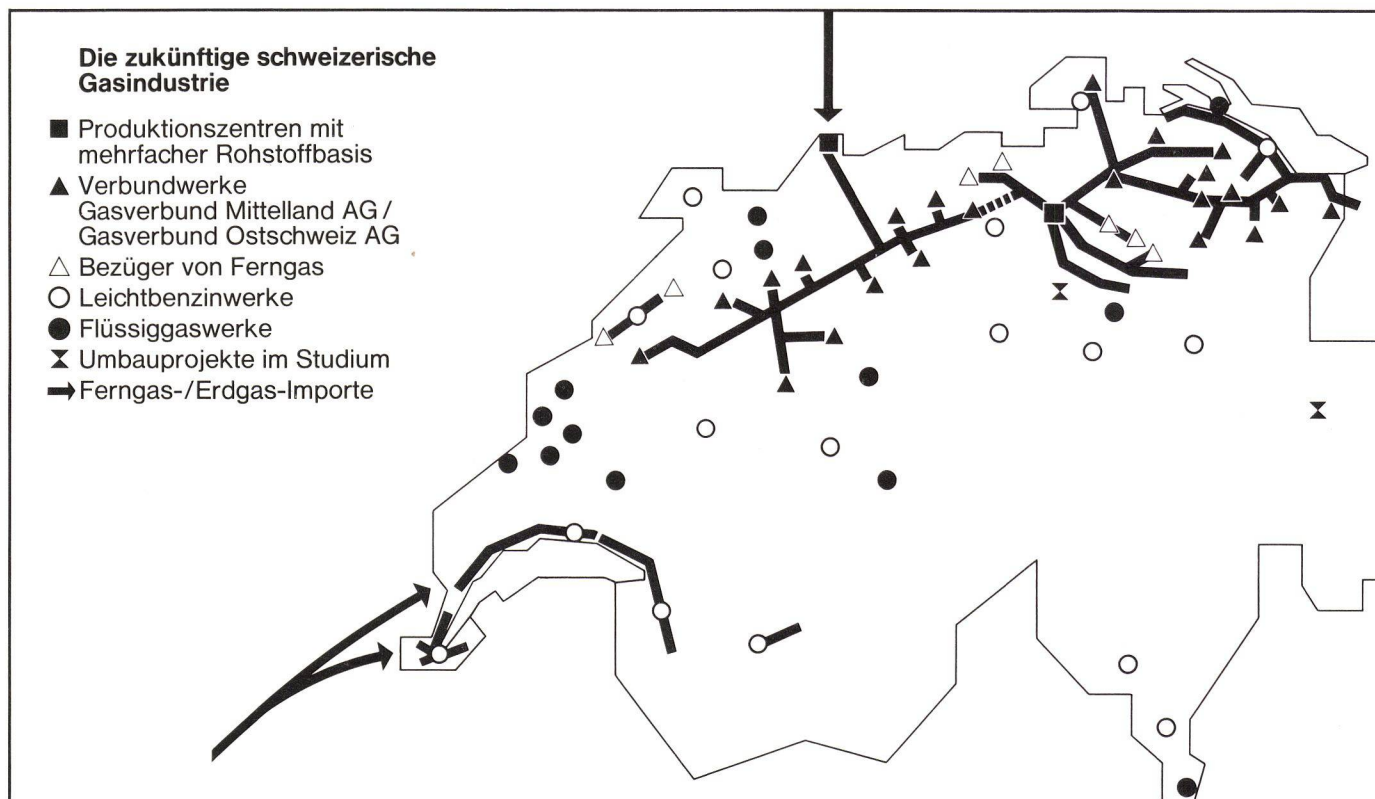 Die zukünftige schweizerische
Gasindustrie
Produktionszentren mit
mehrfacher Rohstoffbasis
Verbundwerke
Gasverbund Mittelland AG /
Gasverbund Ostschweiz AG
Bezüger von Ferngas
Leichtbenzinwerke
Flüssiggaswerke
Umbauprojekte im Studium
Ferngas-/Erdgas-Importe